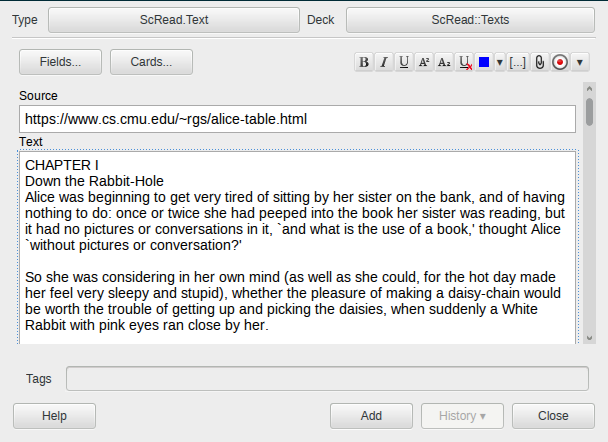 Type ScRead.Text Deck ScRead::Texts
Fields... Cards... B I U A² A₂ U [...] ▾
Source
https://www.cs.cmu.edu/~rgs/alice-table.html
Text
CHAPTER I
Down the Rabbit-Hole
Alice was beginning to get very tired of sitting by her sister on the bank, and of having
nothing to do: once or twice she had peeped into the book her sister was reading, but
it had no pictures or conversations in it, `and what is the use of a book,' thought Alice
`without pictures or conversation?'
So she was considering in her own mind (as well as she could, for the hot day made
her feel very sleepy and stupid), whether the pleasure of making a daisy-chain would
be worth the trouble of getting up and picking the daisies, when suddenly a White
Rabbit with pink eyes ran close by her.
Tags
Help Add History ▾ Close